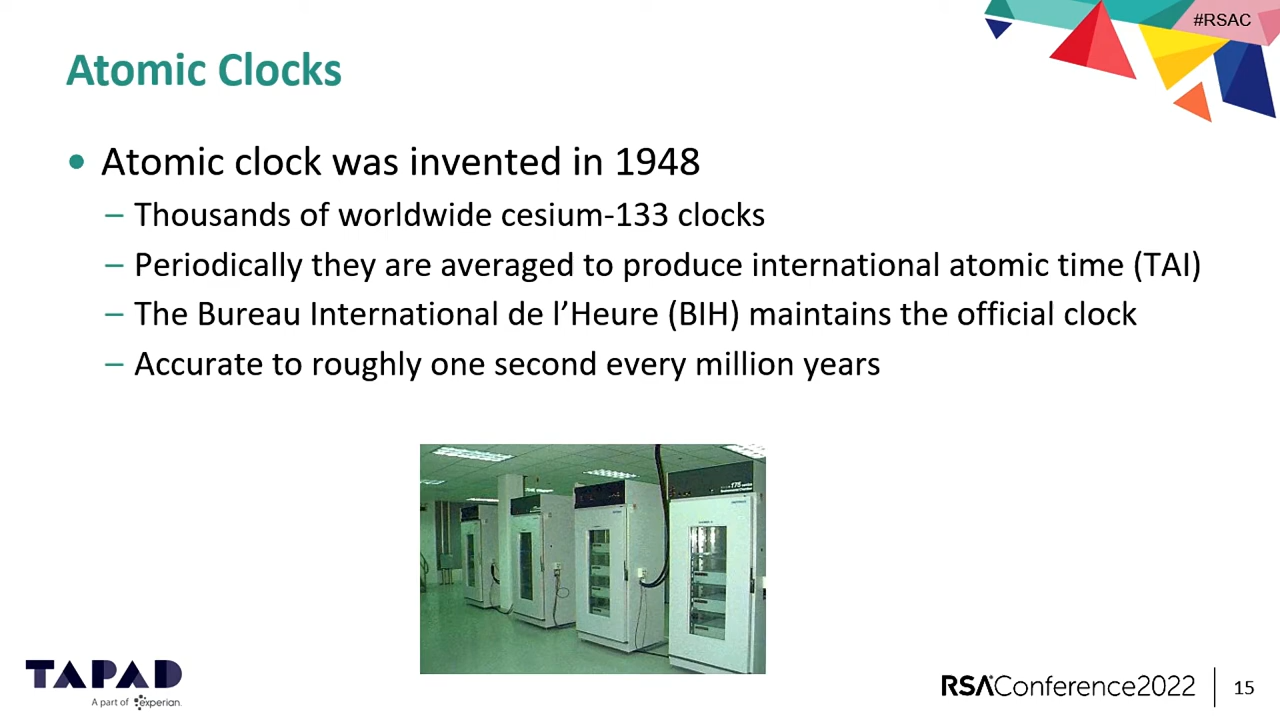 #RSAC
Atomic Clocks
• Atomic clock was invented in 1948
– Thousands of worldwide cesium-133 clocks
– Periodically they are averaged to produce international atomic time (TAI)
– The Bureau International de l’Heure (BIH) maintains the official clock
– Accurate to roughly one second every million years
TAPAD
A part of experian.
RSAConference2022
15